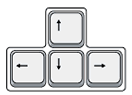 ↑
← ↓ →